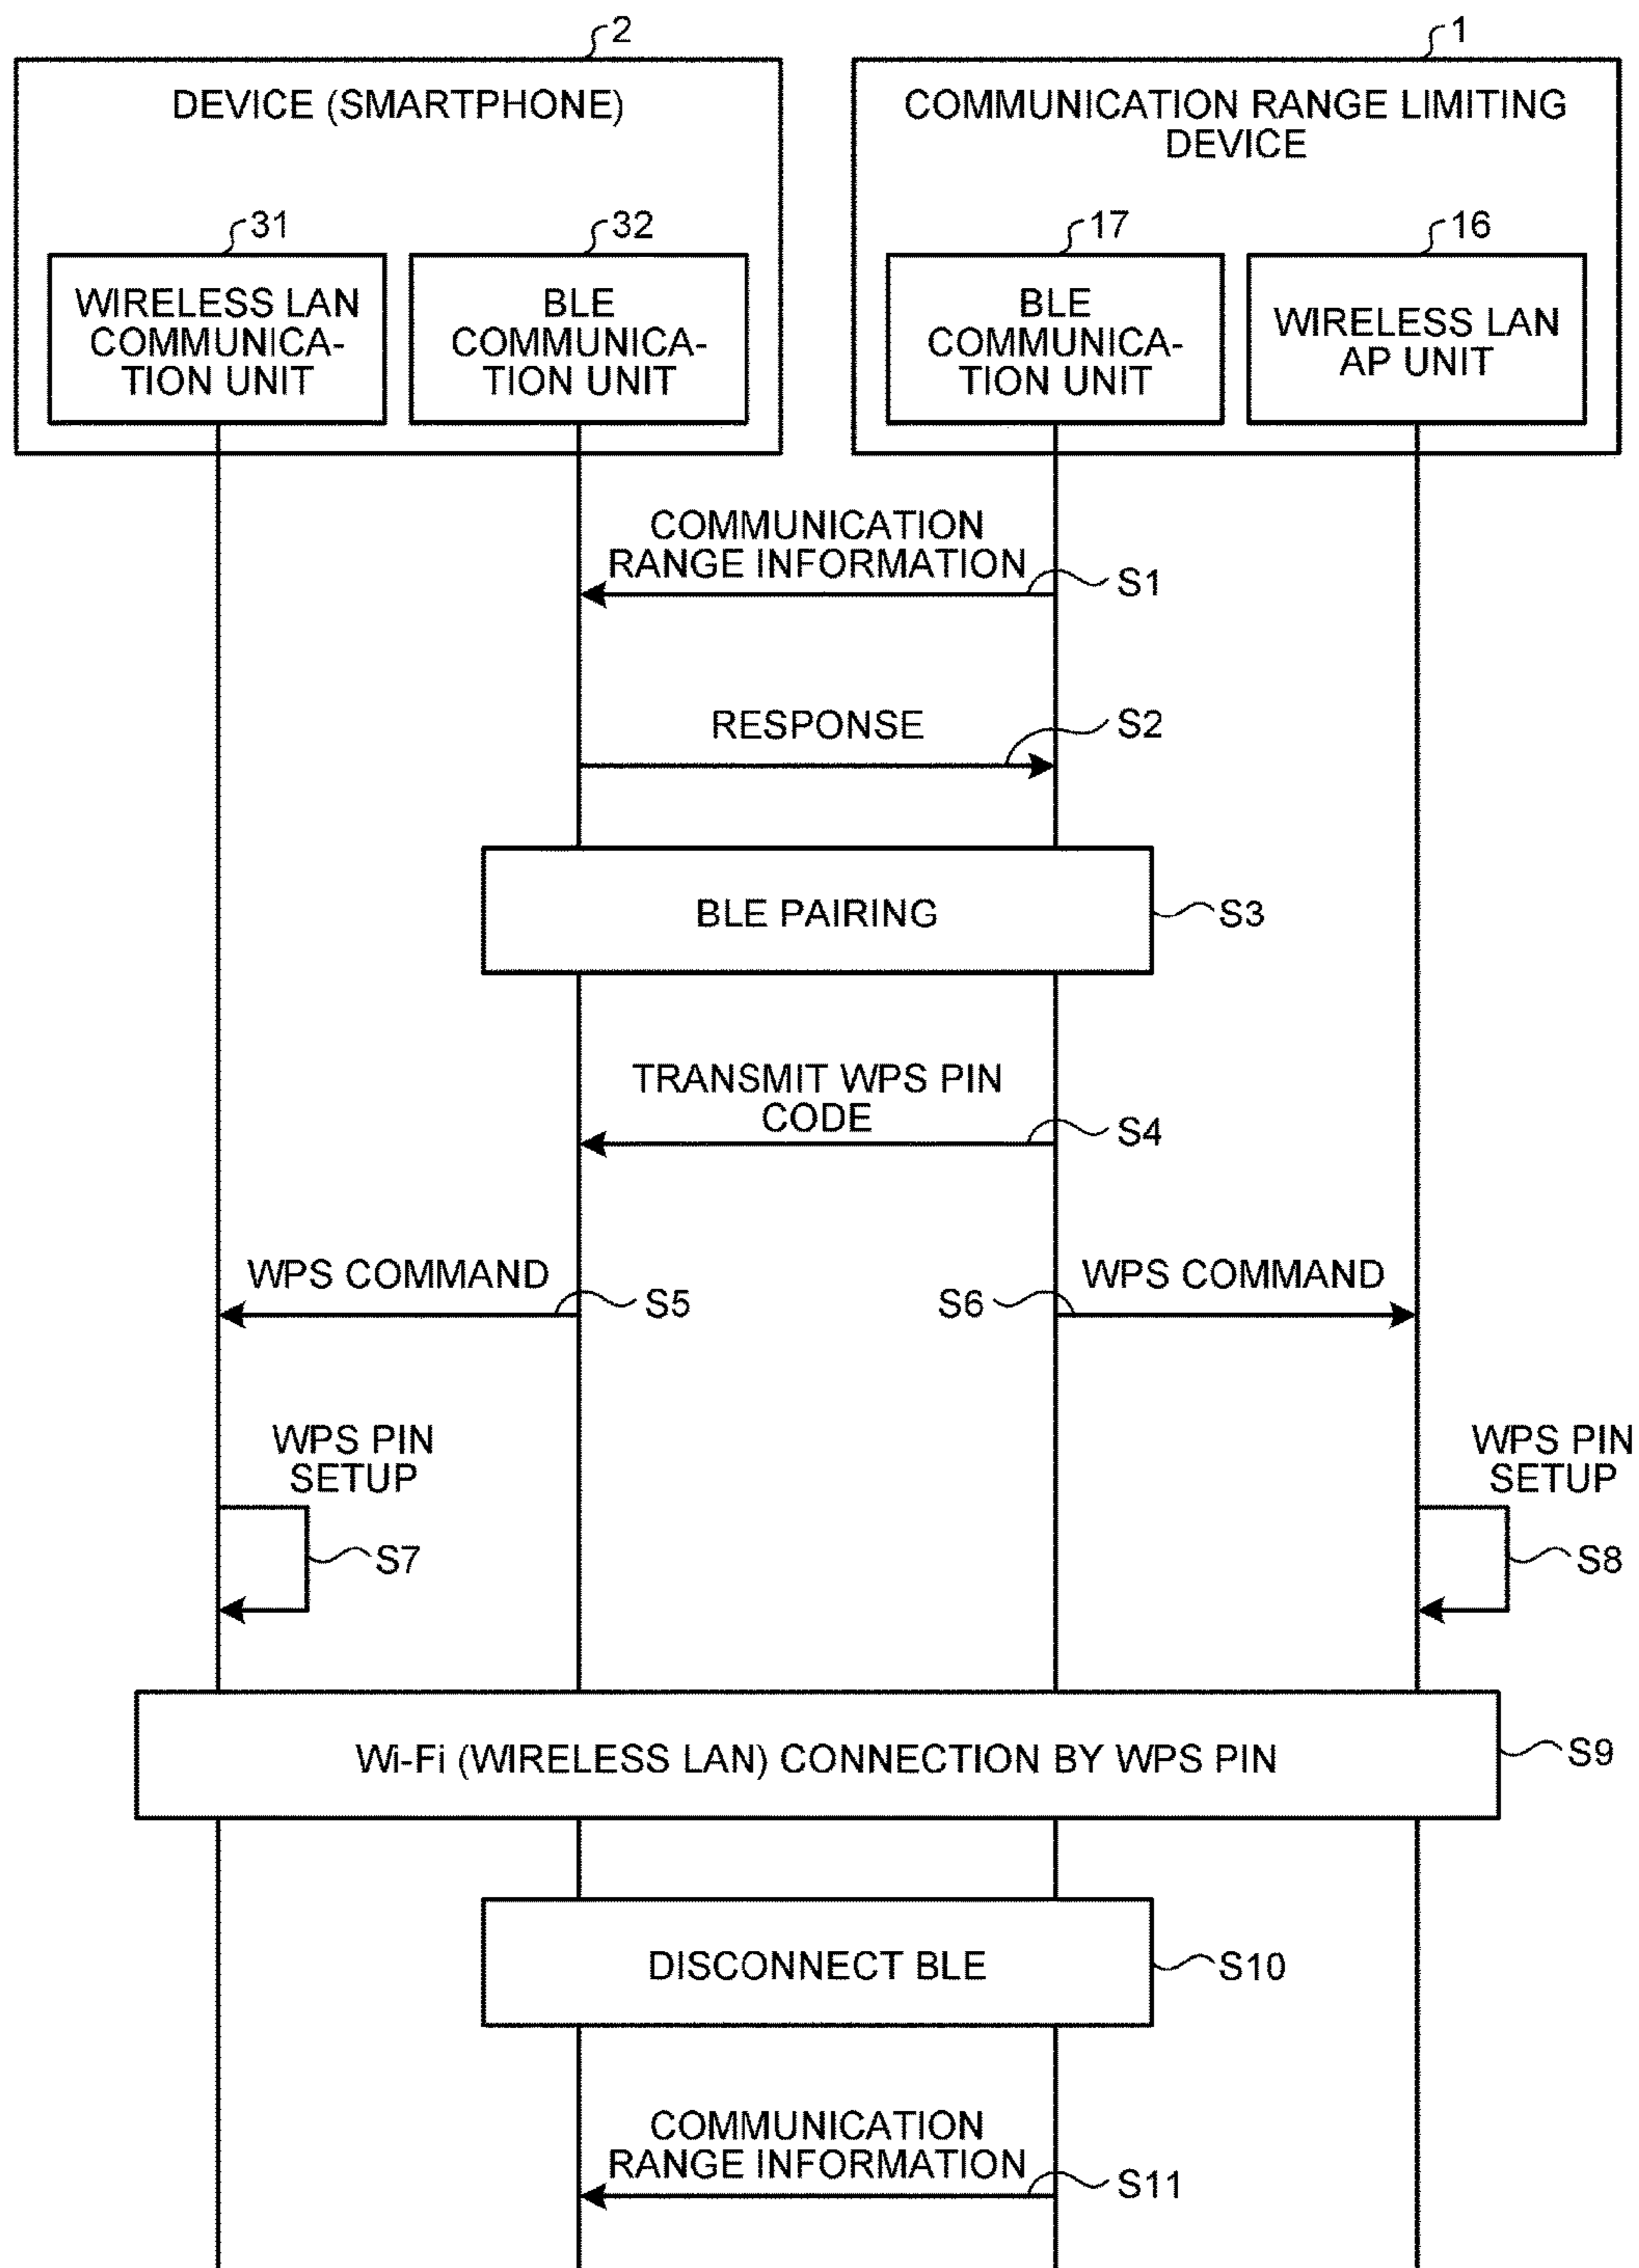 2
1
DEVICE (SMARTPHONE)
COMMUNICATION RANGE LIMITING
DEVICE
31
32
17
16
WIRELESS LAN
COMMUNICA-
TION UNIT
BLE
COMMUNICA-
TION UNIT
BLE
COMMUNICA-
TION UNIT
WIRELESS LAN
AP UNIT
COMMUNICATION
RANGE INFORMATION
S1
RESPONSE
S2
BLE PAIRING
S3
TRANSMIT WPS PIN
CODE
S4
WPS COMMAND
S5
WPS COMMAND
S6
WPS PIN
SETUP
S7
WPS PIN
SETUP
S8
Wi-Fi (WIRELESS LAN) CONNECTION BY WPS PIN
S9
DISCONNECT BLE
S10
COMMUNICATION
RANGE INFORMATION
S11